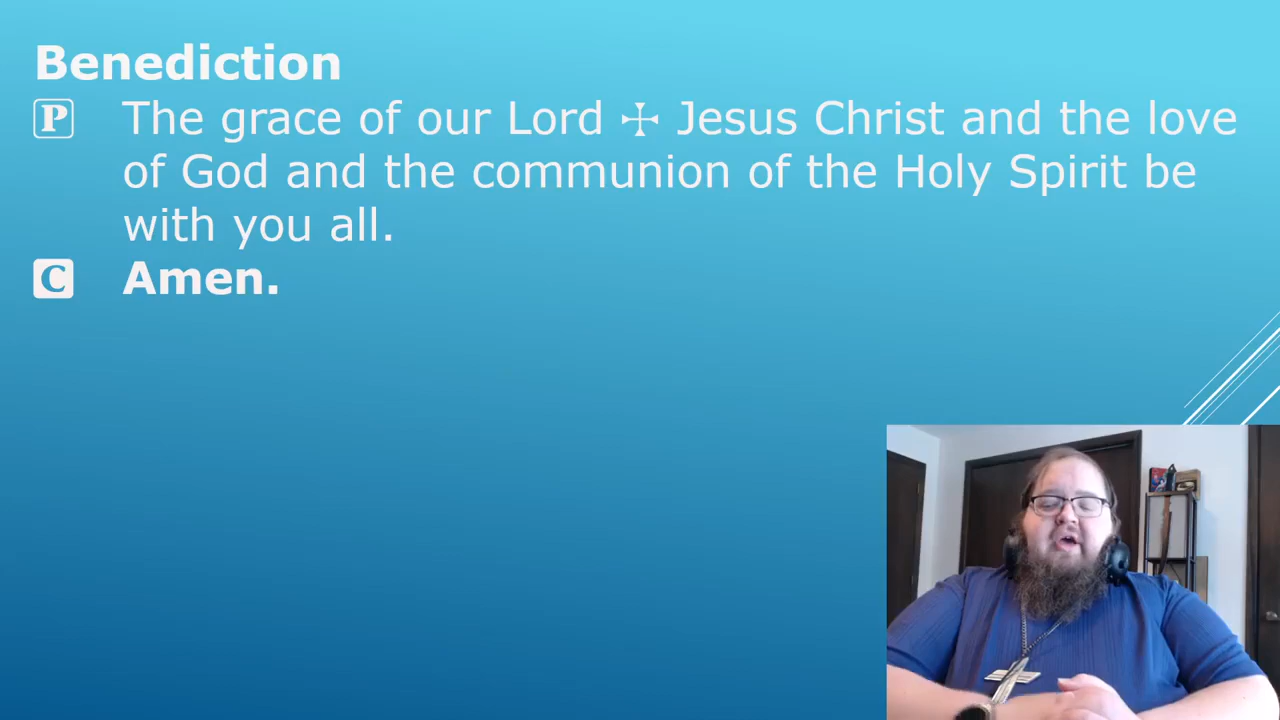 Benediction
P The grace of our Lord ☩ Jesus Christ and the love
of God and the communion of the Holy Spirit be
with you all.
C Amen.